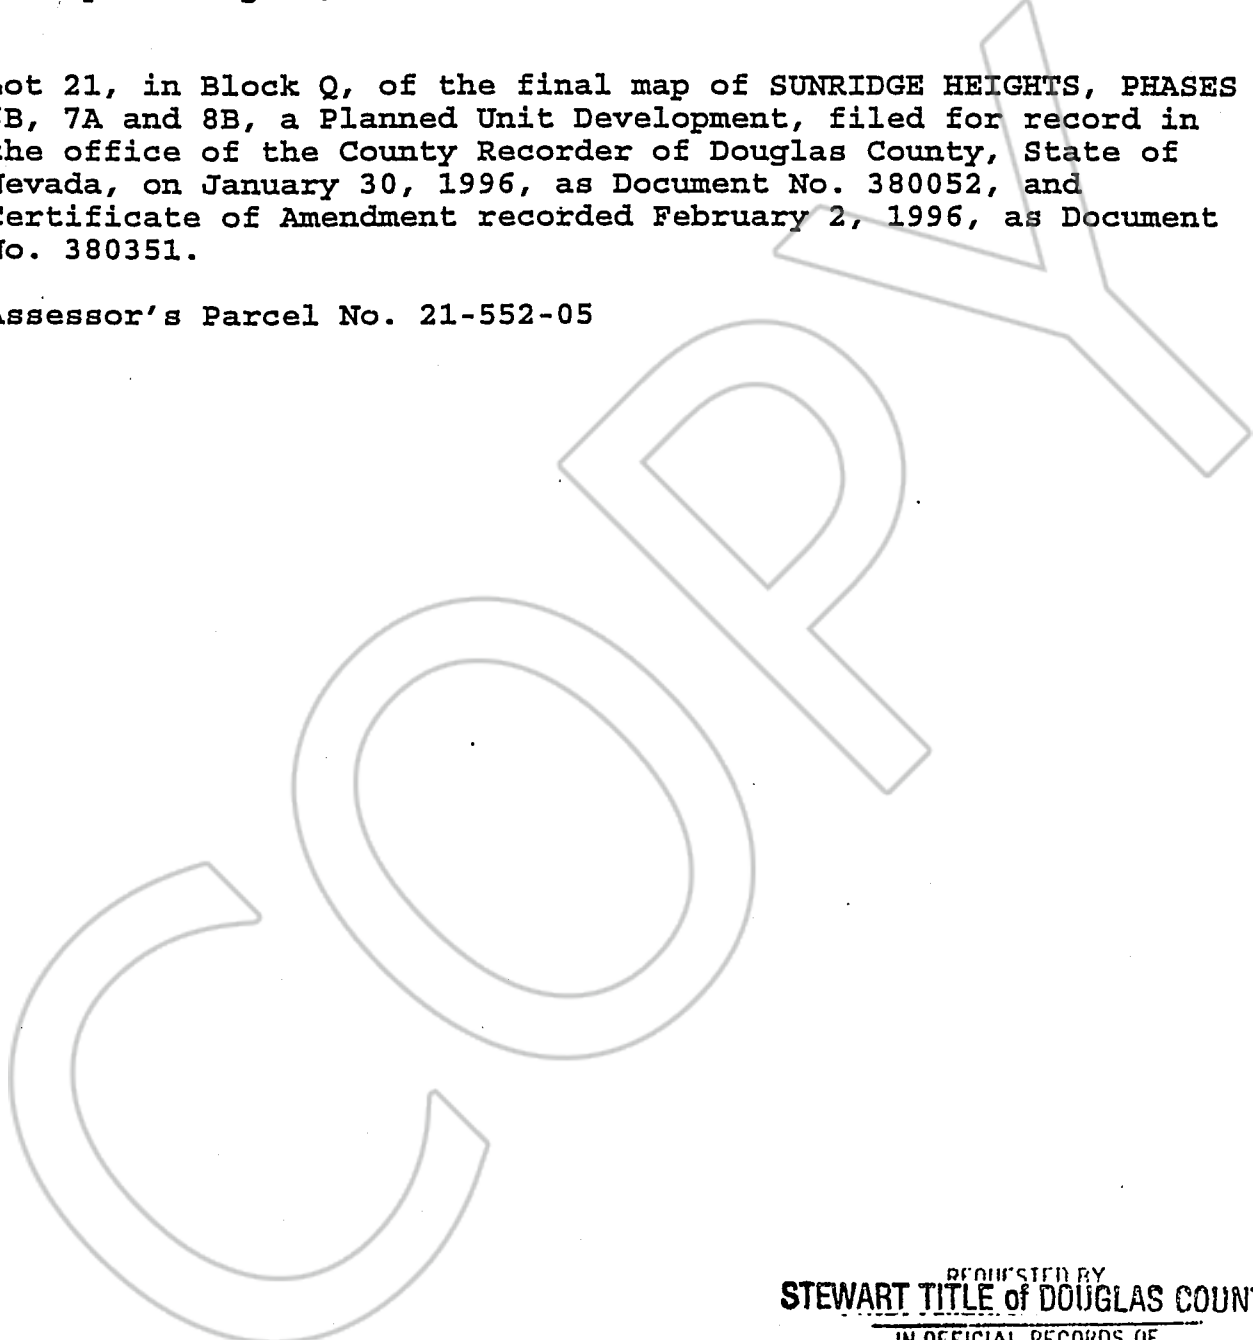 ot 21, in Block Q, of the final map of SUNRIDGE HEIGHTS, PHASES
B, 7A and 8B, a Planned Unit Development, filed for record in
he office of the County Recorder of Douglas County, State of
evada, on January 30, 1996, as Document No. 380052, and
ertificate of Amendment recorded February 2, 1996, as Document
o. 380351.
ssessor's Parcel No. 21-552-05
COPY
REQUESTED BY
STEWART TITLE of DOUGLAS COUN
IN OFFICIAL RECORDS OF